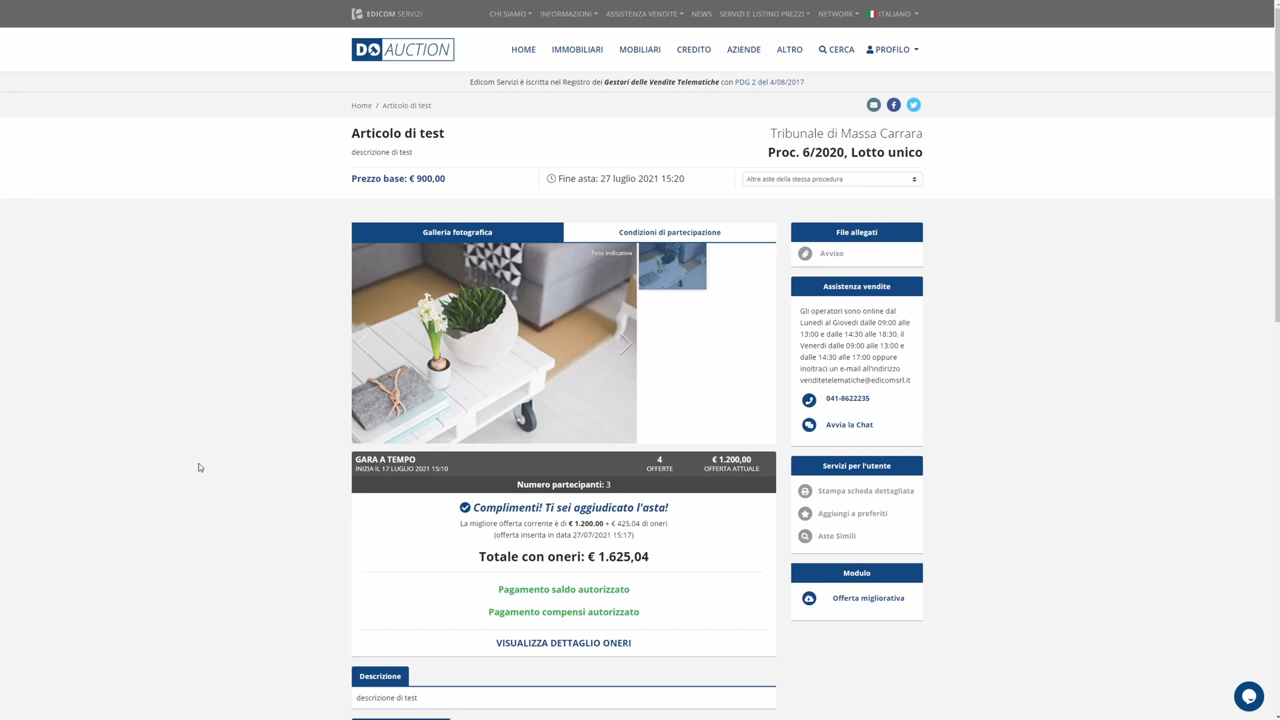 EDICOM SERVIZI
CHI SIAMO INFORMAZIONI ASSISTENZA VENDITE NEWS SERVIZI E LISTINO PREZZI NETWORK ITALIANO
DO AUCTION
HOME IMMOBILIARI MOBILIARI CREDITO AZIENDE ALTRO CERCA PROFILO
Edicom Servizi è iscritta nel Registro dei Gestori delle Vendite Telematiche con PDG 2 del 4/08/2017
Home / Articolo di test
Articolo di test
Tribunale di Massa Carrara
descrizione di test
Proc. 6/2020, Lotto unico
Prezzo base: € 900,00
Fine asta: 27 luglio 2021 15:20
Altre aste della stessa procedura
Galleria fotografica
Condizioni di partecipazione
Foto indicativa
GARA A TEMPO
INIZIA IL 17 LUGLIO 2021 15:10
4
OFFERTE
€ 1.200,00
OFFERTA ATTUALE
Numero partecipanti: 3
Complimenti! Ti sei aggiudicato l'asta!
La migliore offerta corrente è di € 1.200,00 + € 425,04 di oneri
(offerta inserita in data 27/07/2021 15:17)
Totale con oneri: € 1.625,04
Pagamento saldo autorizzato
Pagamento compensi autorizzato
VISUALIZZA DETTAGLIO ONERI
Descrizione
descrizione di test
File allegati
Avviso
Assistenza vendite
Gli operatori sono online dal
Lunedì al Giovedì dalle 09:00 alle
13:00 e dalle 14:30 alle 18:30, il
Venerdì dalle 09:00 alle 13:00 e
dalle 14:30 alle 17:00 oppure
inoltraci un e-mail all'indirizzo
venditetelematiche@edicomsrl.it
041-8622235
Avvia la Chat
Servizi per l'utente
Stampa scheda dettagliata
Aggiungi a preferiti
Aste Simili
Modulo
Offerta migliorativa